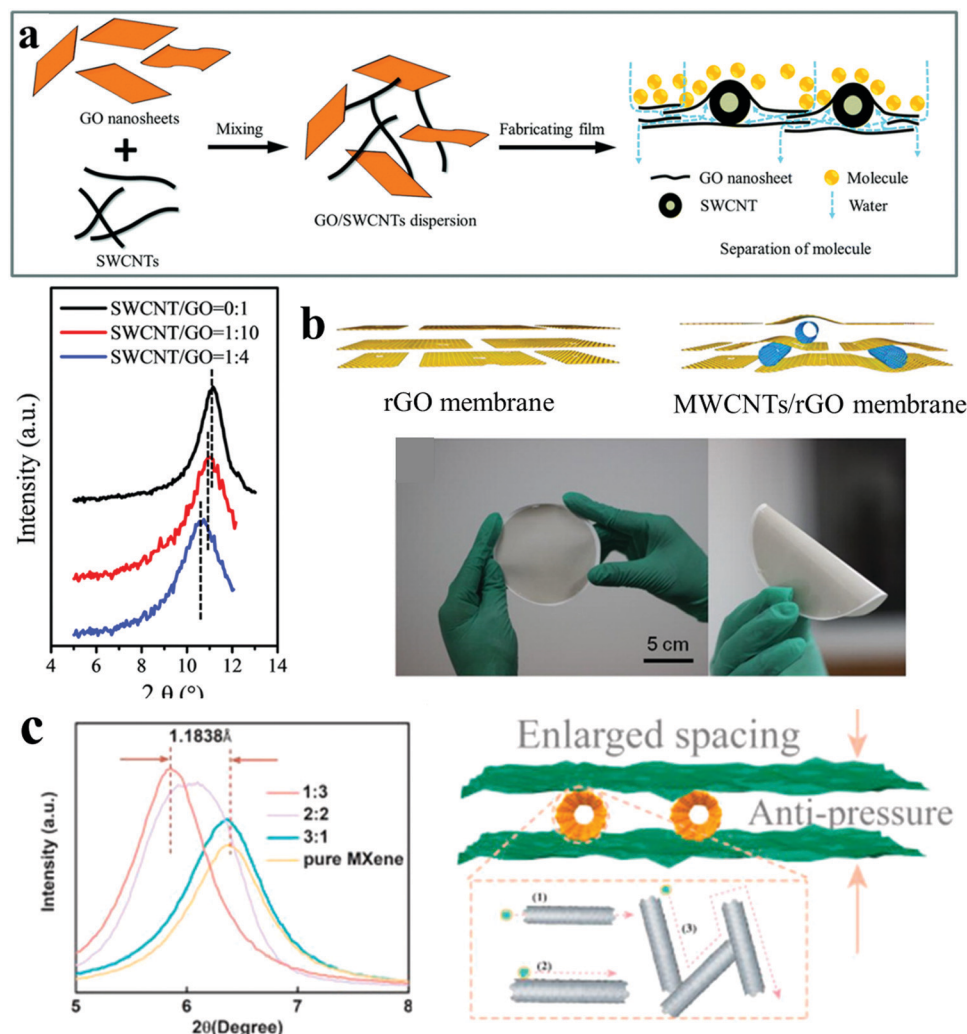 a
GO nanosheets
+
SWCNTs
Mixing
GO/SWCNTs dispersion
Fabricating film
GO nanosheet
Molecule
SWCNT
Water
Separation of molecule
SWCNT/GO=0:1
SWCNT/GO=1:10
SWCNT/GO=1:4
Intensity (a.u.)
4 6 8 10 12 14
2 θ (°)
b
rGO membrane
MWCNTs/rGO membrane
5 cm
c
1.1838Å
1:3
2:2
3:1
pure MXene
Intensity (a.u.)
5 6 7 8
2θ(Degree)
Enlarged spacing
Anti-pressure
(1)
(2)
(3)